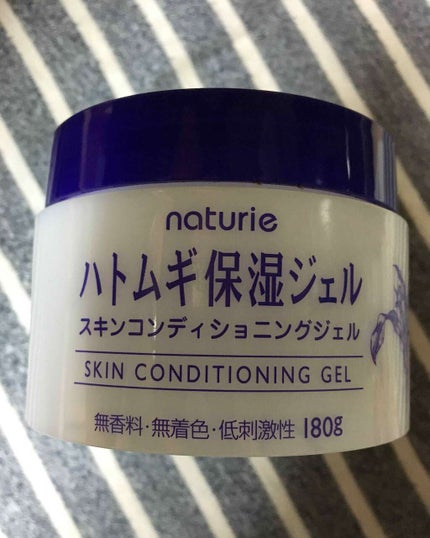 naturie
ハトムギ保湿ジェル
スキンコンディショニングジェル
SKIN CONDITIONING GEL
無香料・無着色・低刺激性 180g